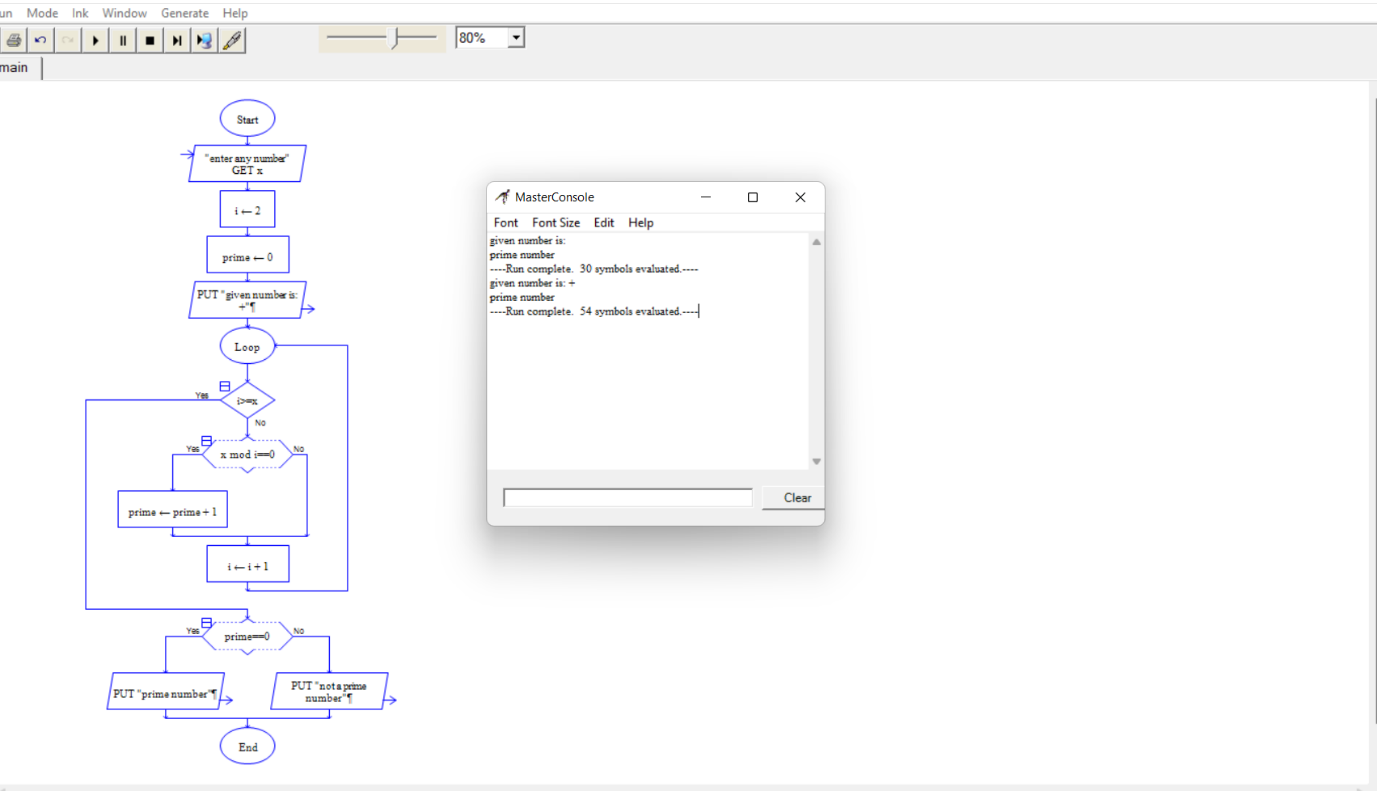 un Mode Ink Window Generate Help
80%
main
Start
"enter any number"
GET x
i ← 2
prime ← 0
PUT "given number is:
+"¶
Loop
Yes
i>=x
No
Yes
x mod i==0
No
prime ← prime + 1
i ← i + 1
Yes
prime==0
No
PUT "prime number"¶
PUT "not a prime
number"¶
End
MasterConsole
Font Font Size Edit Help
given number is:
prime number
----Run complete. 30 symbols evaluated.----
given number is: +
prime number
----Run complete. 54 symbols evaluated.----
Clear